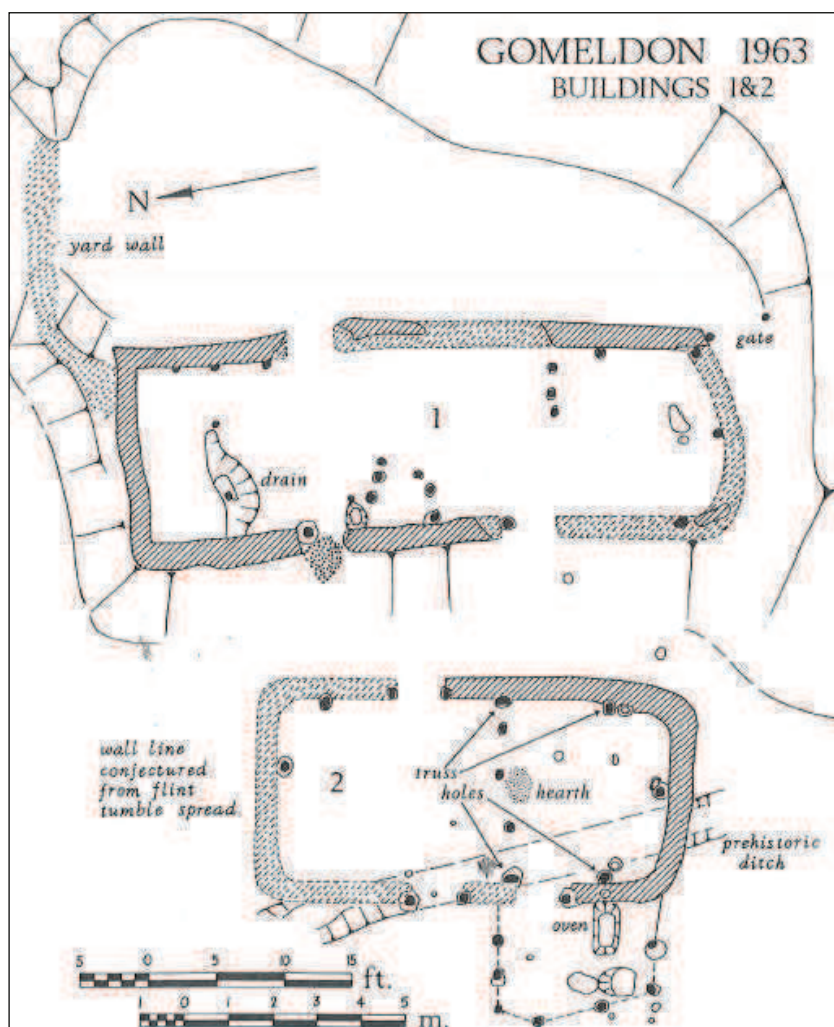 GOMELDON 1963
BUILDINGS 1&2
N
yard wall
gate
1
drain
wall line
conjectured
from flint
tumble spread
2
truss
holes
hearth
prehistoric
ditch
oven
5 0 5 10 15
ft.
1 0 1 2 3 4 5
m.